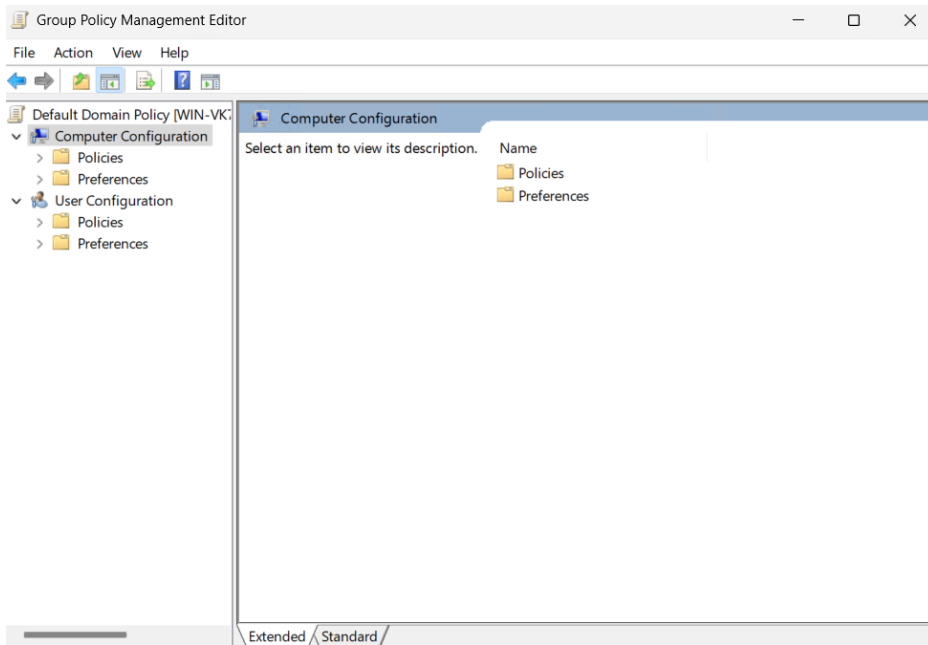 Group Policy Management Editor
File Action View Help
Default Domain Policy [WIN-VK7
Computer Configuration
Policies
Preferences
User Configuration
Policies
Preferences
Computer Configuration
Select an item to view its description.
Name
Policies
Preferences
Extended Standard